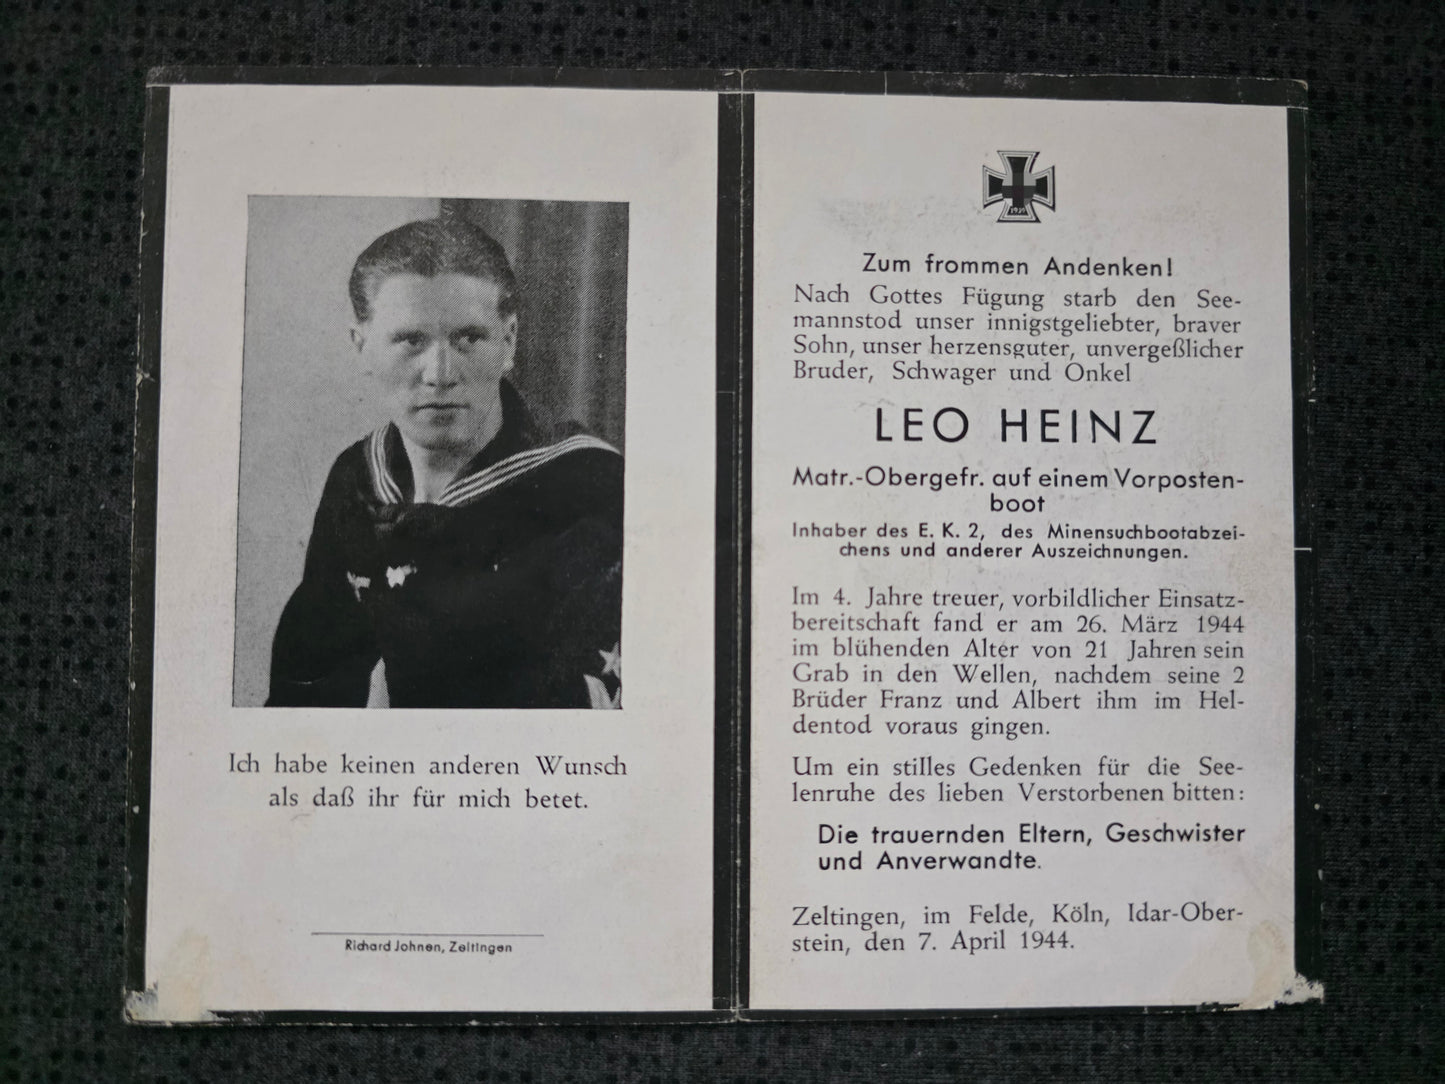 Ich habe keinen anderen Wunsch
als daß ihr für mich betet.
Richard Johnen, Zeltingen
1939
Zum frommen Andenken!
Nach Gottes Fügung starb den See-
mannstod unser innigstgeliebter, braver
Sohn, unser herzensguter, unvergeßlicher
Bruder, Schwager und Onkel
LEO HEINZ
Matr.-Obergefr. auf einem Vorposten-
boot
Inhaber des E. K. 2, des Minensuchbootabzei-
chens und anderer Auszeichnungen.
Im 4. Jahre treuer, vorbildlicher Einsatz-
bereitschaft fand er am 26. März 1944
im blühenden Alter von 21 Jahren sein
Grab in den Wellen, nachdem seine 2
Brüder Franz und Albert ihm im Hel-
dentod voraus gingen.
Um ein stilles Gedenken für die See-
lenruhe des lieben Verstorbenen bitten:
Die trauernden Eltern, Geschwister
und Anverwandte.
Zeltingen, im Felde, Köln, Idar-Ober-
stein, den 7. April 1944.